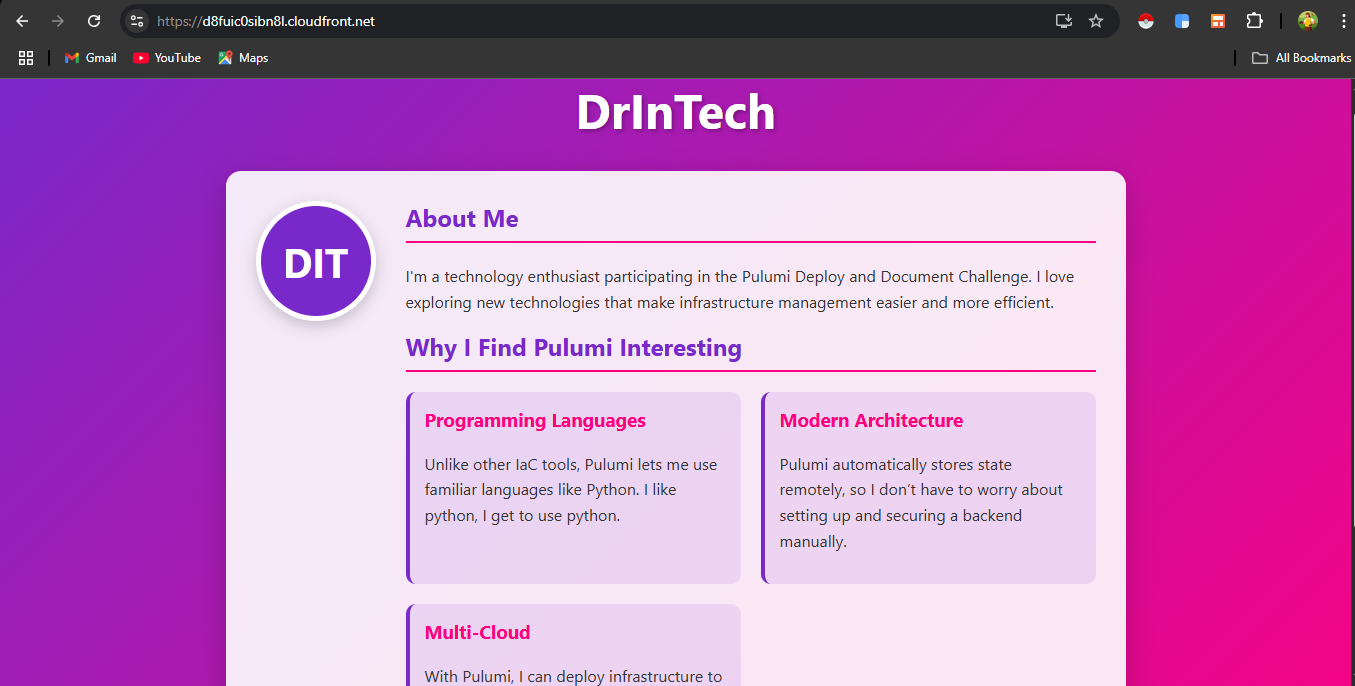 https://d8fuic0sibn8l.cloudfront.net
Gmail
YouTube
Maps
All Bookmarks
DrInTech
DIT
About Me
I'm a technology enthusiast participating in the Pulumi Deploy and Document Challenge. I love
exploring new technologies that make infrastructure management easier and more efficient.
Why I Find Pulumi Interesting
Programming Languages
Unlike other IaC tools, Pulumi lets me use
familiar languages like Python. I like
python, I get to use python.
Modern Architecture
Pulumi automatically stores state
remotely, so I don't have to worry about
setting up and securing a backend
manually.
Multi-Cloud
With Pulumi, I can deploy infrastructure to